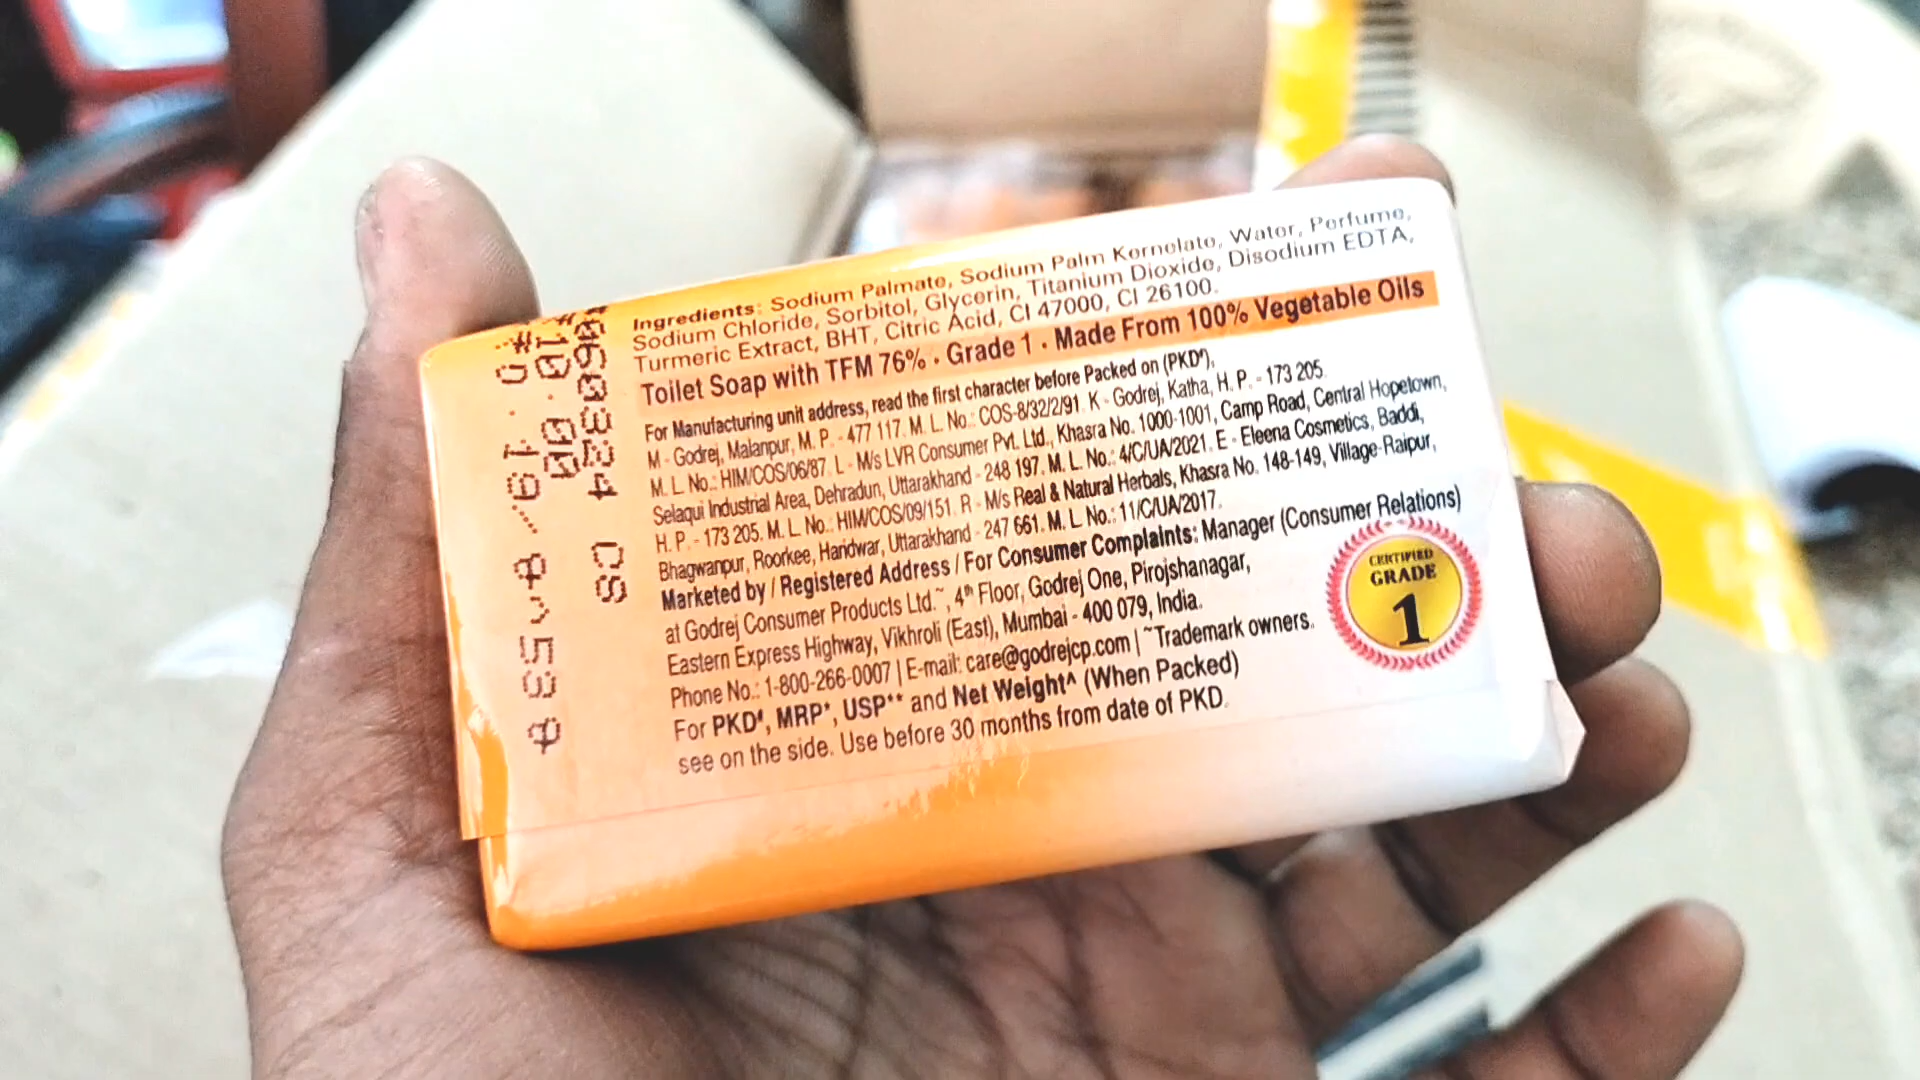 Ingredients: Sodium Palmate, Sodium Palm Kernelate, Water, Perfume,
Sodium Chloride, Sorbitol, Glycerin, Titanium Dioxide, Disodium EDTA,
Turmeric Extract, BHT, Citric Acid, CI 47000, CI 26100.
Toilet Soap with TFM 76% • Grade 1 • Made From 100% Vegetable Oils
For Manufacturing unit address, read the first character before Packed on (PKD#),
M - Godrej, Malanpur, M. P. - 477 117. M. L. No.: COS-8/32/2/91. K - Godrej, Katha, H. P. - 173 205.
M. L. No.: HIM/COS/06/87. L - M/s LVR Consumer Pvt. Ltd., Khasra No. 1000-1001, Camp Road, Central Hopetown,
Selaqui Industrial Area, Dehradun, Uttarakhand - 248 197. M. L. No.: 4/C/UA/2021. E - Eleena Cosmetics, Baddi,
H. P. - 173 205. M. L. No.: HIM/COS/09/151. R - M/s Real & Natural Herbals, Khasra No. 148-149, Village-Raipur,
Bhagwanpur, Roorkee, Haridwar, Uttarakhand - 247 661. M. L. No.: 11/C/UA/2017.
Marketed by / Registered Address / For Consumer Complaints: Manager (Consumer Relations)
at Godrej Consumer Products Ltd.~, 4th Floor, Godrej One, Pirojshanagar,
Eastern Express Highway, Vikhroli (East), Mumbai - 400 079, India.
Phone No.: 1-800-266-0007 | E-mail: care@godrejcp.com | ~Trademark owners.
For PKD#, MRP*, USP** and Net Weight^ (When Packed)
see on the side. Use before 30 months from date of PKD.
CERTIFIED
GRADE
1